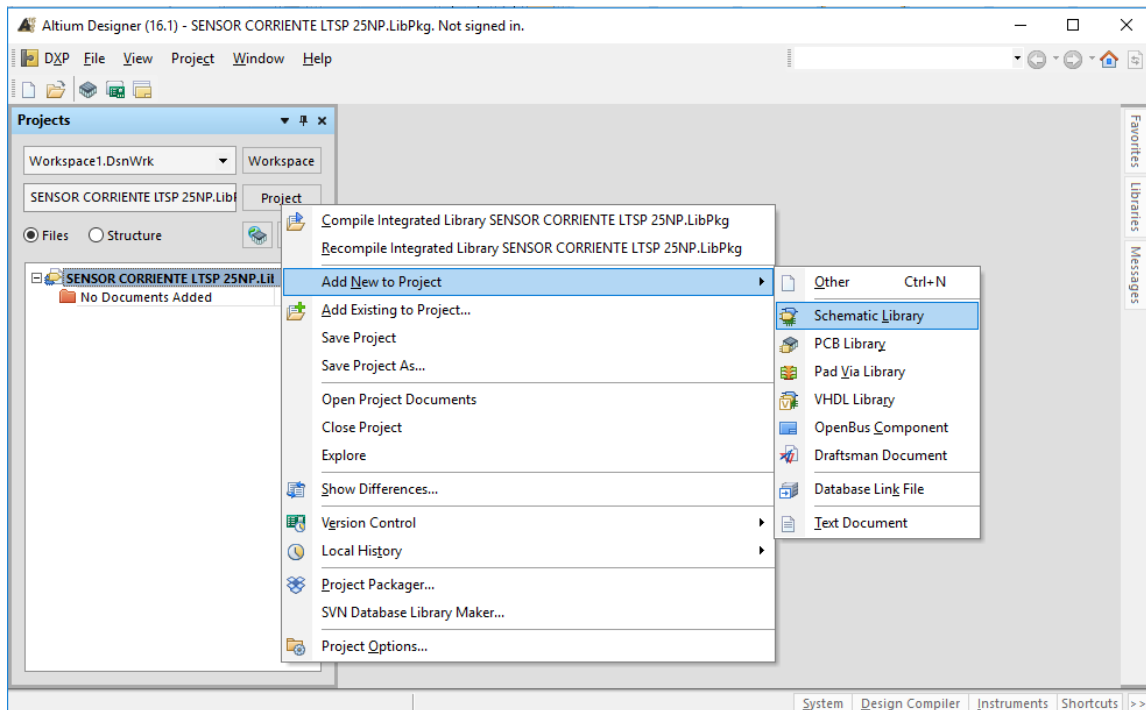 Altium Designer (16.1) - SENSOR CORRIENTE LTSP 25NP.LibPkg. Not signed in.
DXP File View Project Window Help
Projects
Workspace1.DsnWrk Workspace
SENSOR CORRIENTE LTSP 25NP.Lib Project
Files Structure
SENSOR CORRIENTE LTSP 25NP.Lil
No Documents Added
Compile Integrated Library SENSOR CORRIENTE LTSP 25NP.LibPkg
Recompile Integrated Library SENSOR CORRIENTE LTSP 25NP.LibPkg
Add New to Project
Add Existing to Project...
Save Project
Save Project As...
Open Project Documents
Close Project
Explore
Show Differences...
Version Control
Local History
Project Packager...
SVN Database Library Maker...
Project Options...
Other Ctrl+N
Schematic Library
PCB Library
Pad Via Library
VHDL Library
OpenBus Component
Draftsman Document
Database Link File
Text Document
Favorites
Libraries
Messages
System Design Compiler Instruments Shortcuts >>